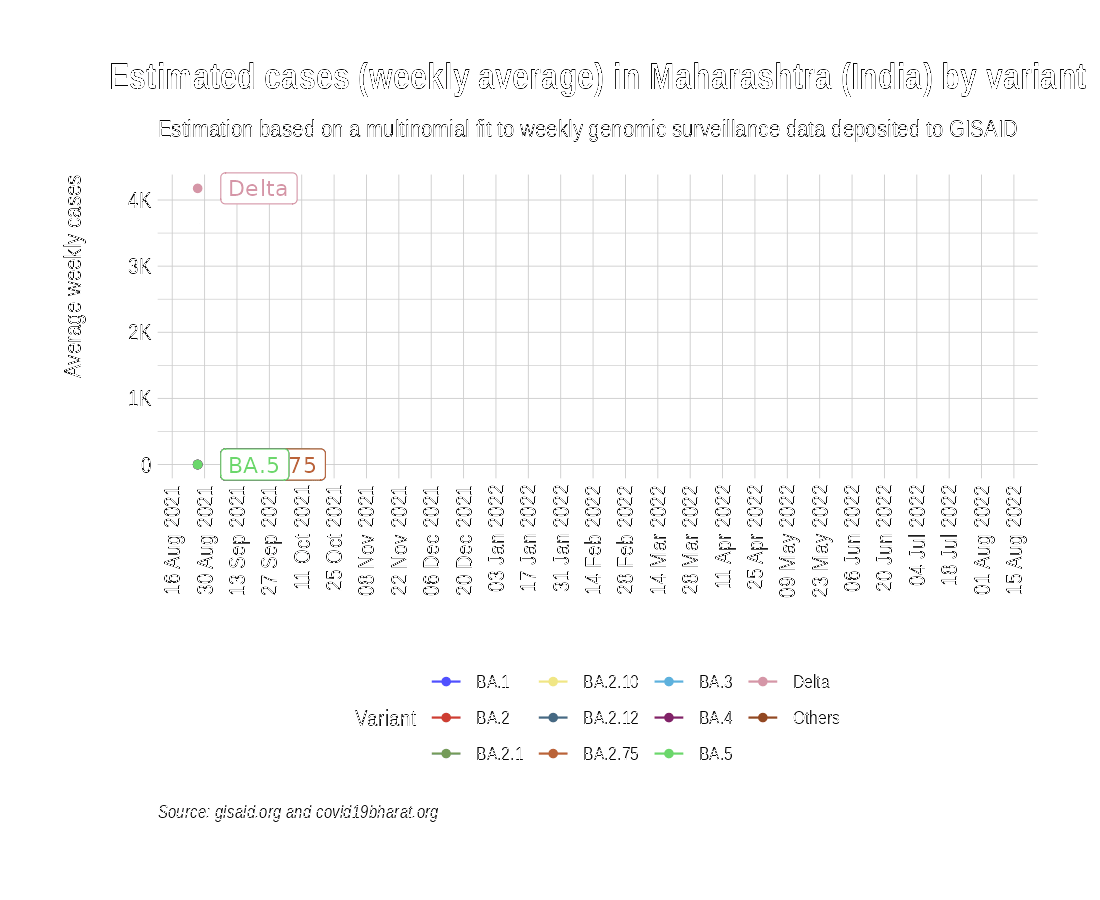 Estimated cases (weekly average) in Maharashtra (India) by variant
Estimation based on a multinomial fit to weekly genomic surveillance data deposited to GISAID
Average weekly cases
4K
3K
2K
1K
0
Delta
BA.5
75
16 Aug 2021
30 Aug 2021
13 Sep 2021
27 Sep 2021
11 Oct 2021
25 Oct 2021
08 Nov 2021
22 Nov 2021
06 Dec 2021
20 Dec 2021
03 Jan 2022
17 Jan 2022
31 Jan 2022
14 Feb 2022
28 Feb 2022
14 Mar 2022
28 Mar 2022
11 Apr 2022
25 Apr 2022
09 May 2022
23 May 2022
06 Jun 2022
20 Jun 2022
04 Jul 2022
18 Jul 2022
01 Aug 2022
15 Aug 2022
BA.1 BA.2.10 BA.3 Delta
Variant BA.2 BA.2.12 BA.4 Others
BA.2.1 BA.2.75 BA.5
Source: gisaid.org and covid19bharat.org